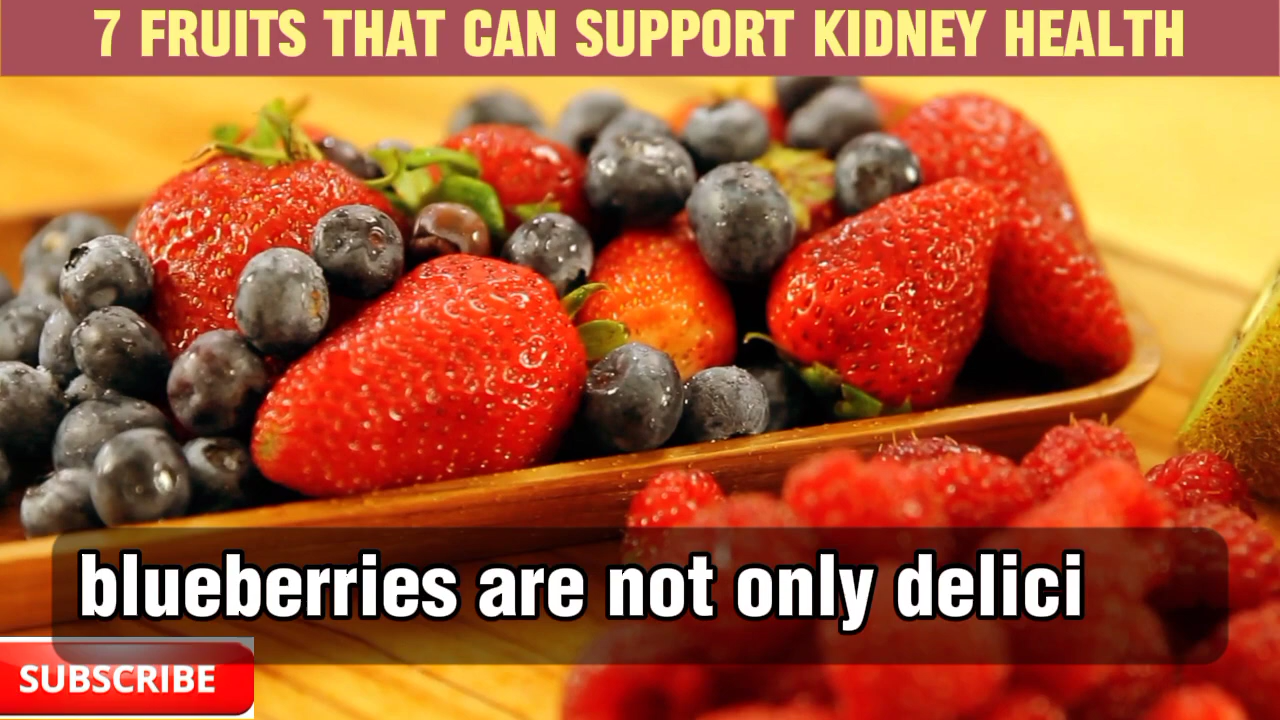 7 FRUITS THAT CAN SUPPORT KIDNEY HEALTH
blueberries are not only delici
SUBSCRIBE